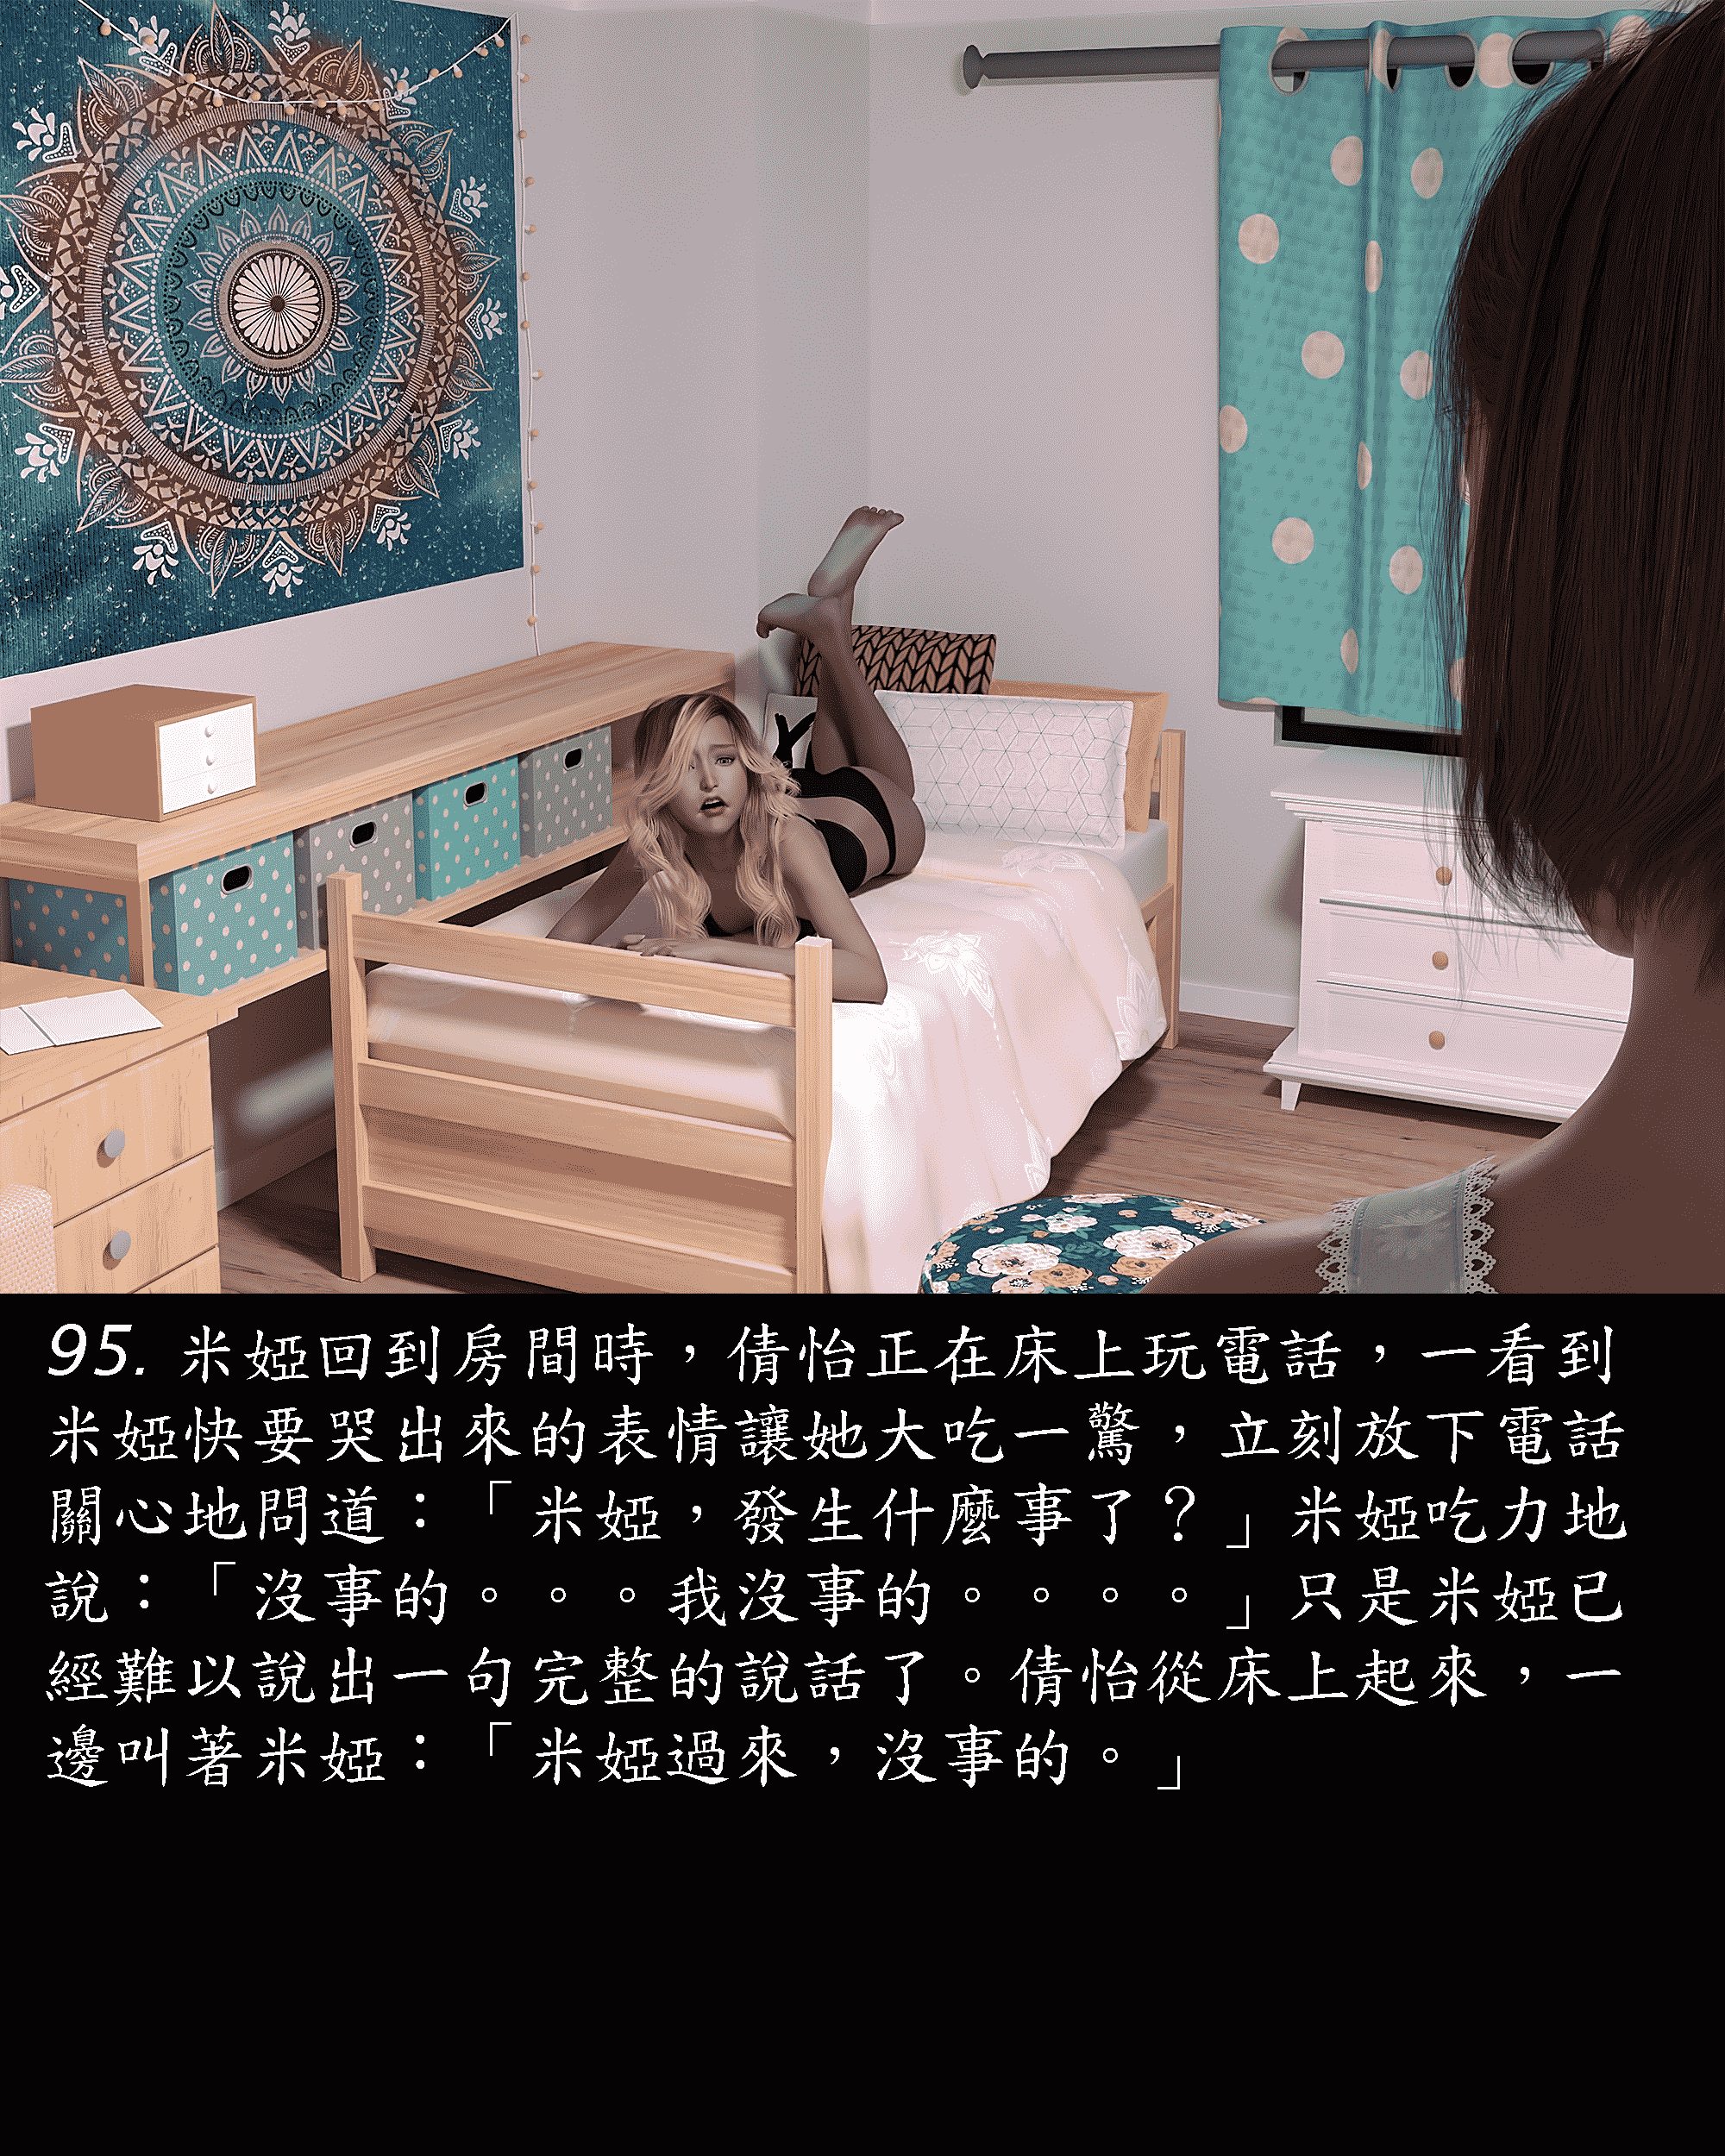 95. 米婭回到房間時，倩怡正在床上玩電話，一看到
米婭快要哭出來的表情讓她大吃一驚，立刻放下電話
關心地問道：「米婭，發生什麼事了？」米婭吃力地
說：「沒事的。。。我沒事的。。。。」只是米婭已
經難以說出一句完整的說話了。倩怡從床上起來，一
邊叫著米婭：「米婭過來，沒事的。」